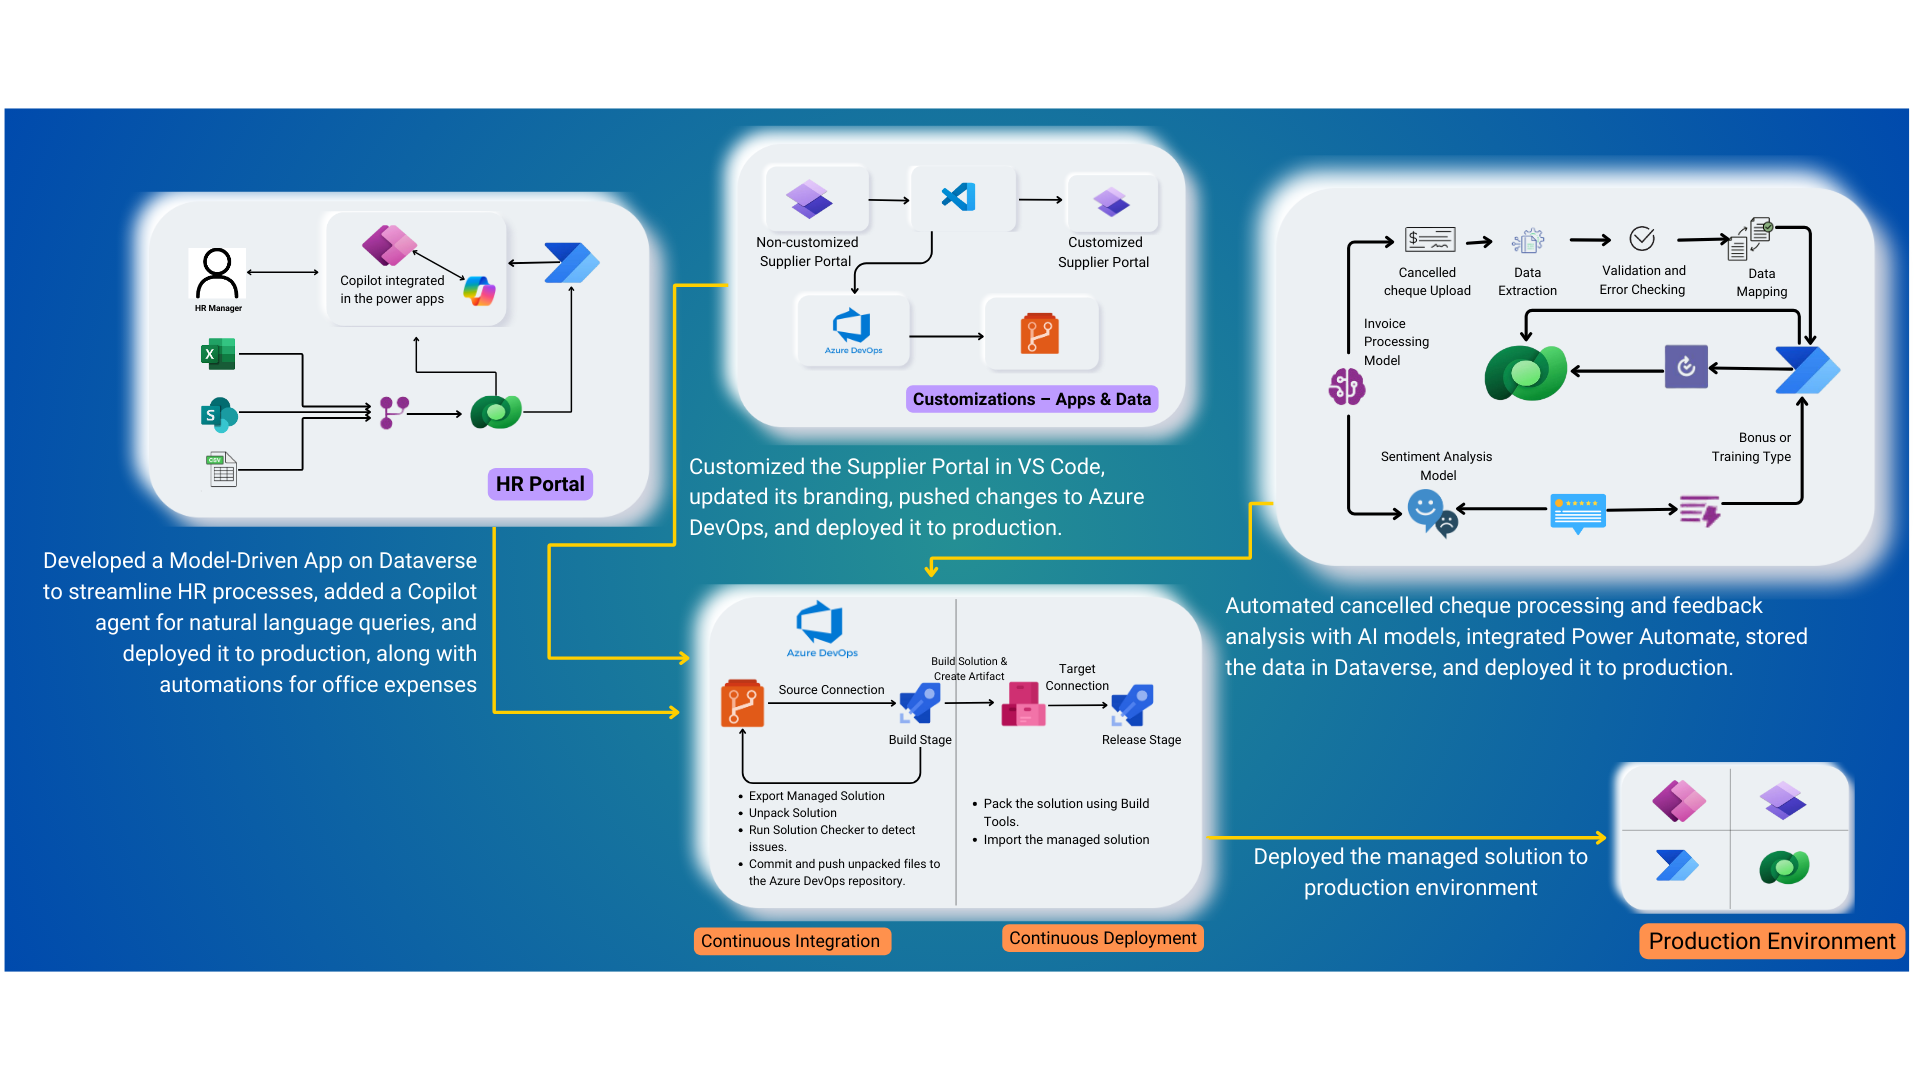 HR Manager
Copilot integrated
in the power apps
X
S
CSV
HR Portal
Developed a Model-Driven App on Dataverse
to streamline HR processes, added a Copilot
agent for natural language queries, and
deployed it to production, along with
automations for office expenses
Non-customized
Supplier Portal
Customized
Supplier Portal
Azure DevOps
Customizations – Apps & Data
Customized the Supplier Portal in VS Code,
updated its branding, pushed changes to Azure
DevOps, and deployed it to production.
Cancelled
cheque Upload
Data
Extraction
Validation and
Error Checking
Data
Mapping
Invoice
Processing
Model
Sentiment Analysis
Model
Bonus or
Training Type
Automated cancelled cheque processing and feedback
analysis with AI models, integrated Power Automate, stored
the data in Dataverse, and deployed it to production.
Azure DevOps
Source Connection
Build Solution &
Create Artifact
Target
Connection
Build Stage
Release Stage
• Export Managed Solution
• Unpack Solution
• Run Solution Checker to detect
issues.
• Commit and push unpacked files to
the Azure DevOps repository.
• Pack the solution using Build
Tools.
• Import the managed solution
Continuous Integration
Continuous Deployment
Deployed the managed solution to
production environment
Production Environment